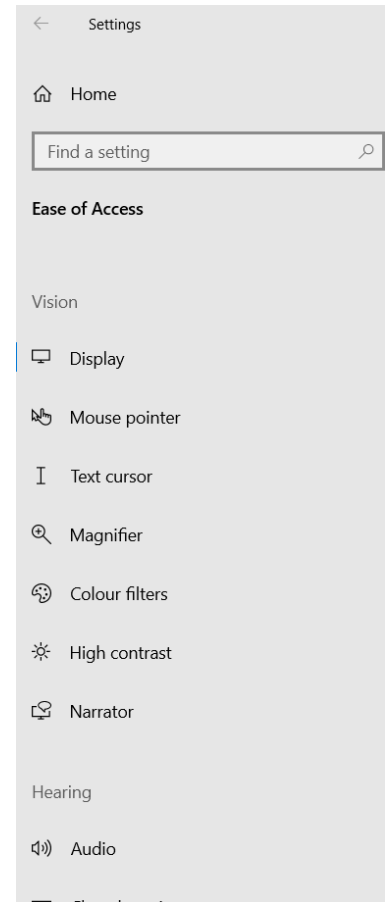 Settings
Home
Find a setting
Ease of Access
Vision
Display
Mouse pointer
Text cursor
Magnifier
Colour filters
High contrast
Narrator
Hearing
Audio